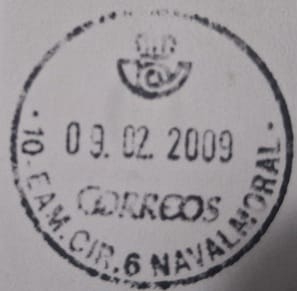 09.02.2009
CORREOS
· 10· EAM.CIR.6 NAVALMORAL ·